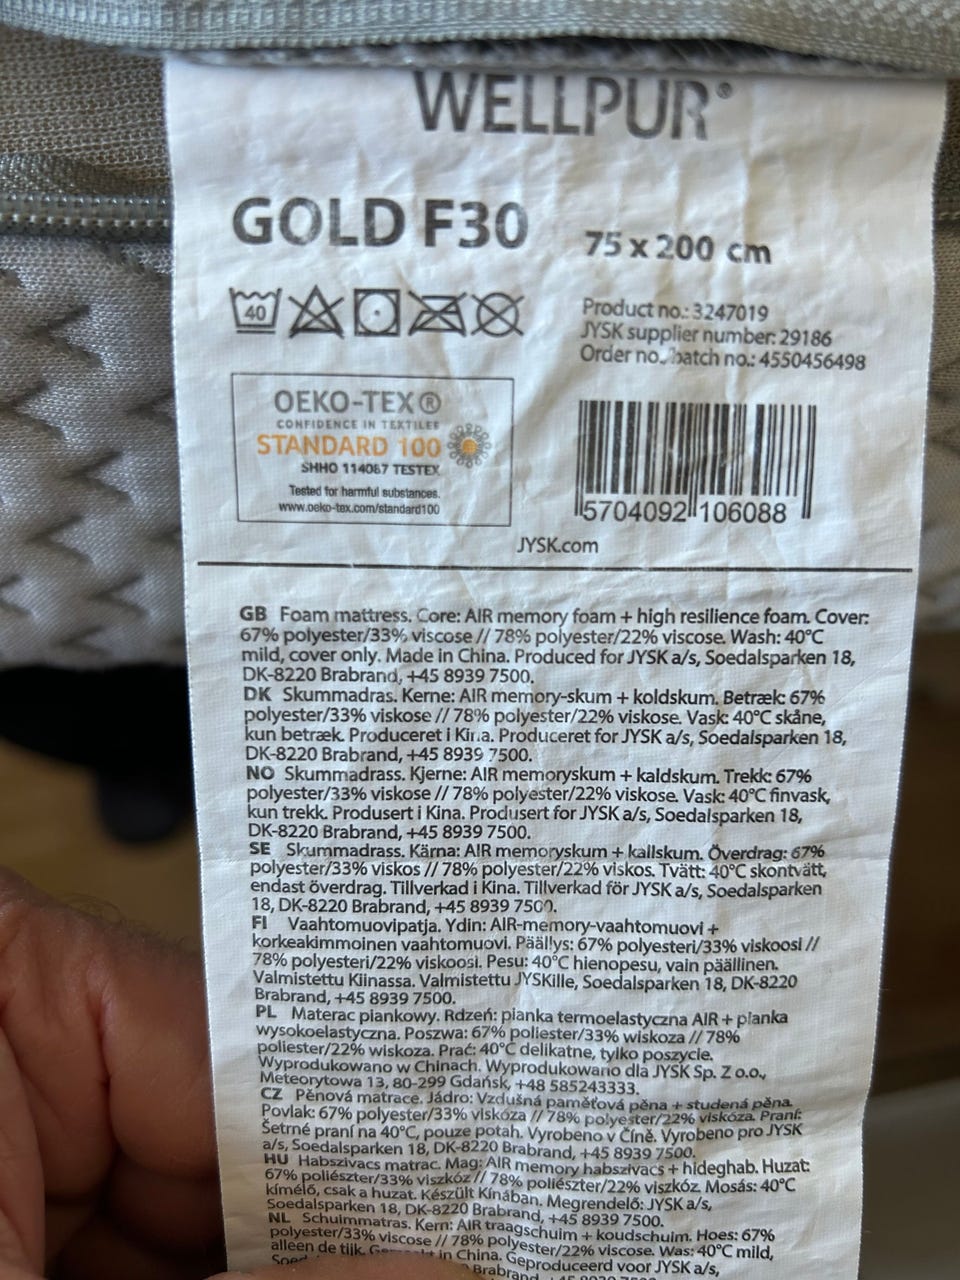 WELLPUR®
GOLD F30
75 x 200 cm
40
Product no.: 3247019
JYSK supplier number: 29186
Order no., batch no.: 4550456498
OEKO-TEX®
CONFIDENCE IN TEXTILES
STANDARD 100
SHHO 114067 TESTEX
Tested for harmful substances.
www.oeko-tex.com/standard100
5704092 106088
JYSK.com
GB Foam mattress. Core: AIR memory foam + high resilience foam. Cover:
67% polyester/33% viscose // 78% polyester/22% viscose. Wash: 40°C
mild, cover only. Made in China. Produced for JYSK a/s, Soedalsparken 18,
DK-8220 Brabrand, +45 8939 7500.
DK Skummadras. Kerne: AIR memory-skum + koldskum. Betræk: 67%
polyester/33% viskose // 78% polyester/22% viskose. Vask: 40°C skåne,
kun betræk. Produceret i Kina. Produceret for JYSK a/s, Soedalsparken 18,
DK-8220 Brabrand, +45 8939 7500.
NO Skummadrass. Kjerne: AIR memoryskum + kaldskum. Trekk: 67%
polyester/33% viskose // 78% polyester/22% viskose. Vask: 40°C finvask,
kun trekk. Produsert i Kina. Produsert for JYSK a/s, Soedalsparken 18,
DK-8220 Brabrand, +45 8939 7500.
SE Skummadrass. Kärna: AIR memoryskum + kallskum. Överdrag: 67%
polyester/33% viskos // 78% polyester/22% viskos. Tvätt: 40°C skontvätt,
endast överdrag. Tillverkad i Kina. Tillverkad för JYSK a/s, Soedalsparken
18, DK-8220 Brabrand, +45 8939 7500.
FI Vaahtomuovipatja. Ydin: AIR-memory-vaahtomuovi +
korkeakimmoinen vaahtomuovi. Päällys: 67% polyesteri/33% viskoosi //
78% polyesteri/22% viskoosi. Pesu: 40°C hienopesu, vain päällinen.
Valmistettu Kiinassa. Valmistettu JYSKille, Soedalsparken 18, DK-8220
Brabrand, +45 8939 7500.
PL Materac piankowy. Rdzeń: pianka termoelastyczna AIR + pianka
wysokoelastyczna. Poszwa: 67% poliester/33% wiskoza // 78%
poliester/22% wiskoza. Prać: 40°C delikatne, tylko poszycie.
Wyprodukowano w Chinach. Wyprodukowano dla JYSK Sp. Z o.o.,
Meteorytowa 13, 80-299 Gdańsk, +48 585243333.
CZ Pěnová matrace. Jádro: Vzdušná paměťová pěna + studená pěna.
Povlak: 67% polyester/33% viskóza // 78% polyester/22% viskóza. Praní:
Šetrné praní na 40°C, pouze potah. Vyrobeno v Číně. Vyrobeno pro JYSK
a/s, Soedalsparken 18, DK-8220 Brabrand, +45 8939 7500.
HU Habszivacs matrac. Mag: AIR memory habszivacs + hideghab. Huzat:
67% poliészter/33% viszkóz // 78% poliészter/22% viszkóz. Mosás: 40°C
kímélő, csak a huzat. Készült Kínában. Megrendelő: JYSK a/s,
Soedalsparken 18, DK-8220 Brabrand, +45 8939 7500.
NL Schuimmatras. Kern: AIR traagschuim + koudschuim. Hoes: 67%
polyester/33% viscose // 78% polyester/22% viscose. Was: 40°C mild,
alleen de tijk. in China. Geproduceerd voor JYSK a/s,
Brabrand,